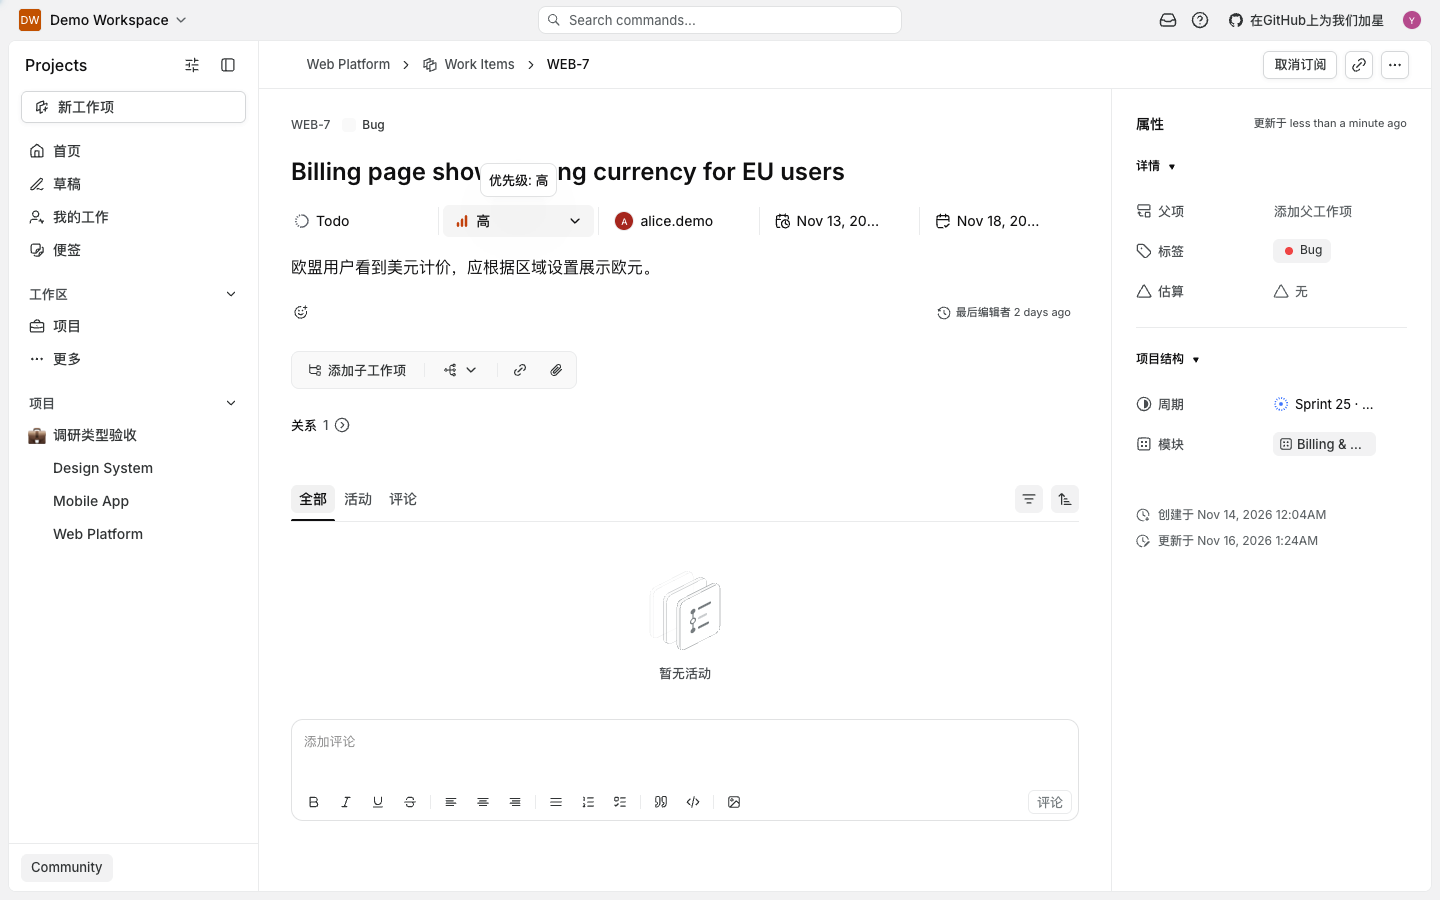 DW Demo Workspace
Search commands...
在GitHub上为我们加星
Y
Projects
新工作项
首页
草稿
我的工作
便签
工作区
项目
更多
项目
调研类型验收
Design System
Mobile App
Web Platform
Community
Web Platform
Work Items
WEB-7
取消订阅
WEB-7 Bug
Billing page show ng currency for EU users
优先级: 高
Todo
高
A alice.demo
Nov 13, 20...
Nov 18, 20...
欧盟用户看到美元计价，应根据区域设置展示欧元。
最后编辑者 2 days ago
添加子工作项
关系 1
全部 活动 评论
暂无活动
添加评论
评论
属性
更新于 less than a minute ago
详情
父项 添加父工作项
标签 Bug
估算 无
项目结构
周期 Sprint 25 · ...
模块 Billing & ...
创建于 Nov 14, 2026 12:04AM
更新于 Nov 16, 2026 1:24AM